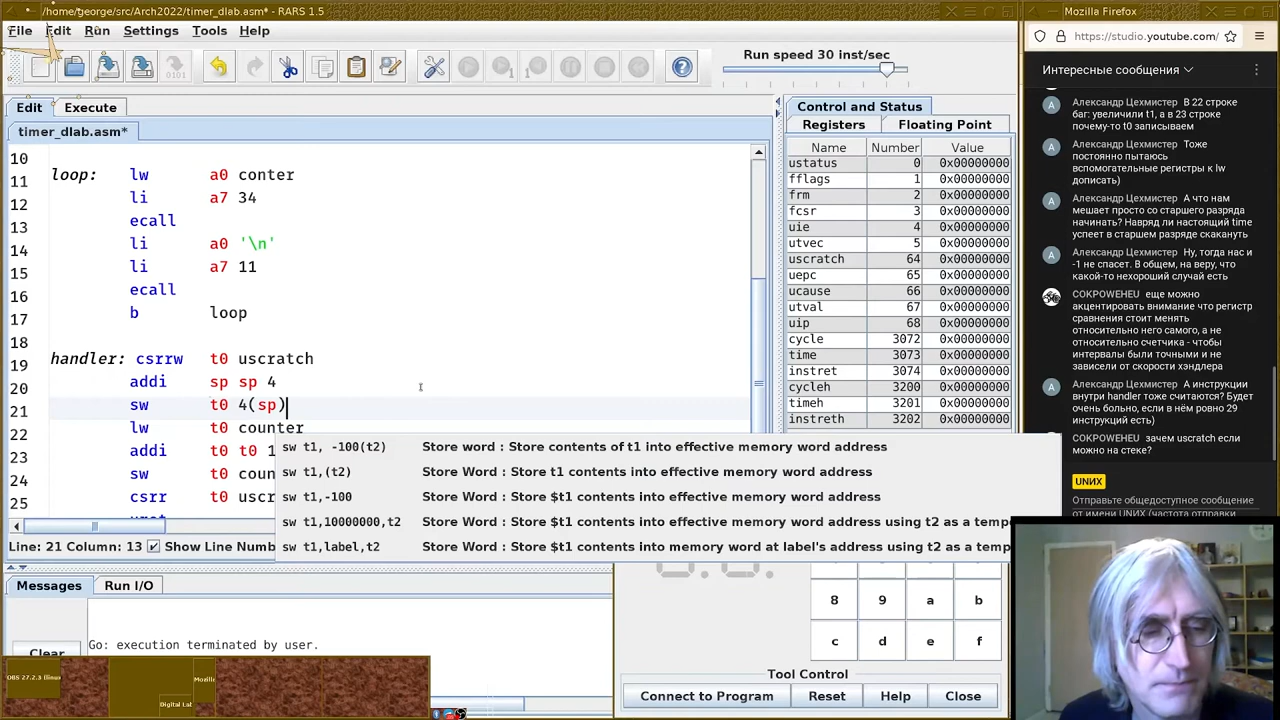 /home/george/src/Arch2022/timer_dlab.asm* - RARS 1.5
File Edit Run Settings Tools Help
Run speed 30 inst/sec
Edit Execute
timer_dlab.asm*
10
11 loop: lw a0 conter
12 li a7 34
13 ecall
14 li a0 '\n'
15 li a7 11
16 ecall
17 b loop
18
19 handler: csrrw t0 uscratch
20 addi sp sp 4
21 sw t0 4(sp)
22 lw t0 counter
23 addi t0 t0 1
24 sw coun
25 csrr t0 uscr
sw t1, -100(t2) Store word : Store contents of t1 into effective memory word address
sw t1,(t2) Store Word : Store t1 contents into effective memory word address
sw t1,-100 Store Word : Store $t1 contents into effective memory word address
sw t1,10000000,t2 Store Word : Store $t1 contents into effective memory word address using t2 as a temp
sw t1,label,t2 Store Word : Store $t1 contents into memory word at label's address using t2 as a temp
Line: 21 Column: 13 Show Line Numb
Messages Run I/O
Go: execution terminated by user.
Clear
Control and Status
Registers Floating Point
Name Number Value
ustatus 0 0x00000000
fflags 1 0x00000000
frm 2 0x00000000
fcsr 3 0x00000000
uie 4 0x00000000
utvec 5 0x00000000
uscratch 64 0x00000000
uepc 65 0x00000000
ucause 66 0x00000000
utval 67 0x00000000
uip 68 0x00000000
cycle 3072 0x00000000
time 3073 0x00000000
instret 3074 0x00000000
cycleh 3200 0x00000000
timeh 3201 0x00000000
instreth 3202 0x00000000
8 9 a b
c d e f
Tool Control
Connect to Program Reset Help Close
OBS 27.2.3 (linux
Mozill
Digital Lab
Mozilla Firefox
https://studio.youtube.com/
Интересные сообщения
Александр Цехмистер В 22 строке
баг: увеличили t1, а в 23 строке
почему-то t0 записываем
Александр Цехмистер Тоже
постоянно пытаюсь
вспомогательные регистры к lw
дописать)
Александр Цехмистер А что нам
мешает просто со старшего разряда
начинать? Навряд ли настоящий time
успеет в старшем разряде скакануть
Александр Цехмистер Ну, тогда нас и
-1 не спасет. В общем, на веру, что
какой-то нехороший случай есть
COKPOWEHEU еще можно
акцентировать внимание что регистр
сравнения стоит менять
относительно него самого, а не
относительно счетчика - чтобы
интервалы были точными и не
зависели от скорости хэндлера
Александр Цехмистер А инструкции
внутри handler тоже считаются? Будет
очень больно, если в нём ровно 29
инструкций есть)
COKPOWEHEU зачем uscratch если
можно на стеке?
UNИX
Отправьте общедоступное сообщение
от имени UNИX (частота отправки